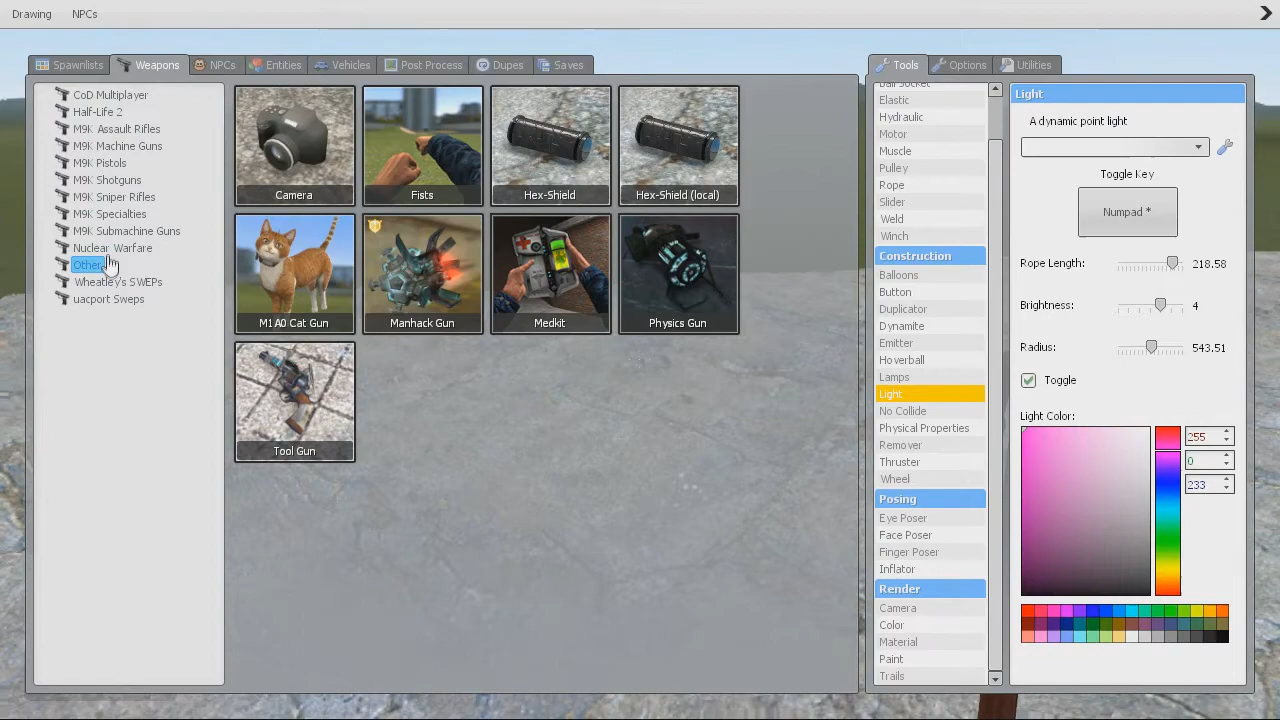 Drawing NPCs
Spawnlists Weapons NPCs Entities Vehicles Post Process Dupes Saves
CoD Multiplayer
Half-Life 2
M9K Assault Rifles
M9K Machine Guns
M9K Pistols
M9K Shotguns
M9K Sniper Rifles
M9K Specialties
M9K Submachine Guns
Nuclear Warfare
Other
Wheatley's SWEPs
uacport Sweps
Camera
Fists
Hex-Shield
Hex-Shield (local)
M1A0 Cat Gun
Manhack Gun
Medkit
Physics Gun
Tool Gun
Tools Options Utilities
Ball Socket
Elastic
Hydraulic
Motor
Muscle
Pulley
Rope
Slider
Weld
Winch
Construction
Balloons
Button
Duplicator
Dynamite
Emitter
Hoverball
Lamps
Light
No Collide
Physical Properties
Remover
Thruster
Wheel
Posing
Eye Poser
Face Poser
Finger Poser
Inflator
Render
Camera
Color
Material
Paint
Trails
Light
A dynamic point light
Toggle Key
Numpad *
Rope Length: 218.58
Brightness: 4
Radius: 543.51
Toggle
Light Color:
255
0
233